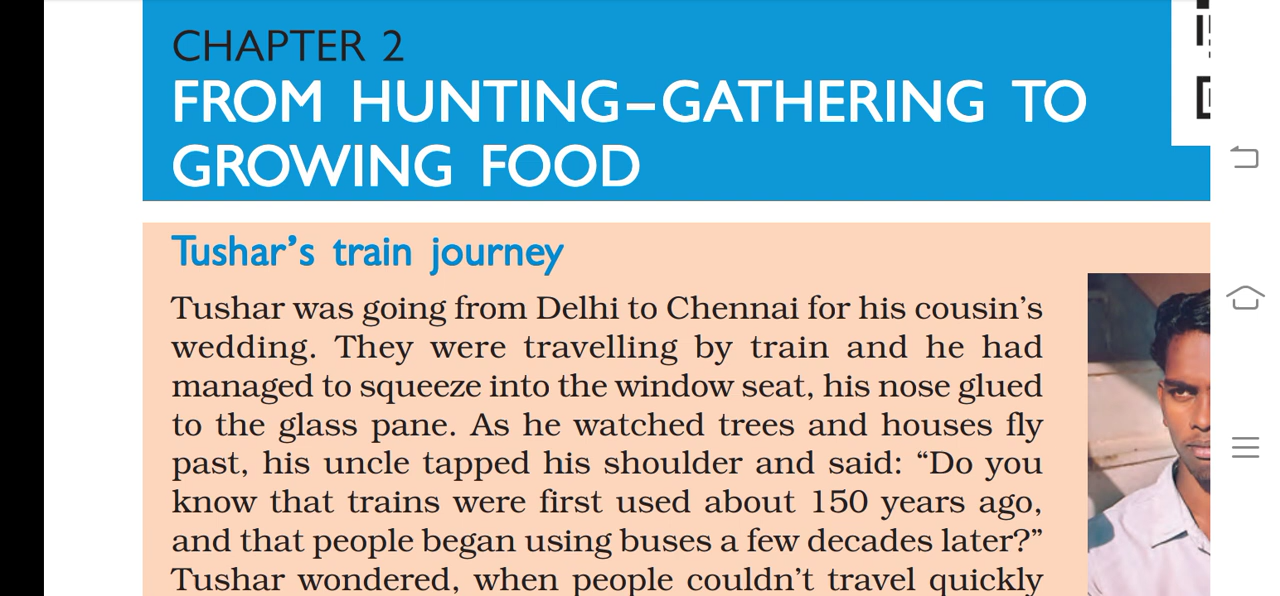 CHAPTER 2
FROM HUNTING–GATHERING TO
GROWING FOOD
Tushar’s train journey
Tushar was going from Delhi to Chennai for his cousin’s
wedding. They were travelling by train and he had
managed to squeeze into the window seat, his nose glued
to the glass pane. As he watched trees and houses fly
past, his uncle tapped his shoulder and said: “Do you
know that trains were first used about 150 years ago,
and that people began using buses a few decades later?”
Tushar wondered, when people couldn’t travel quickly